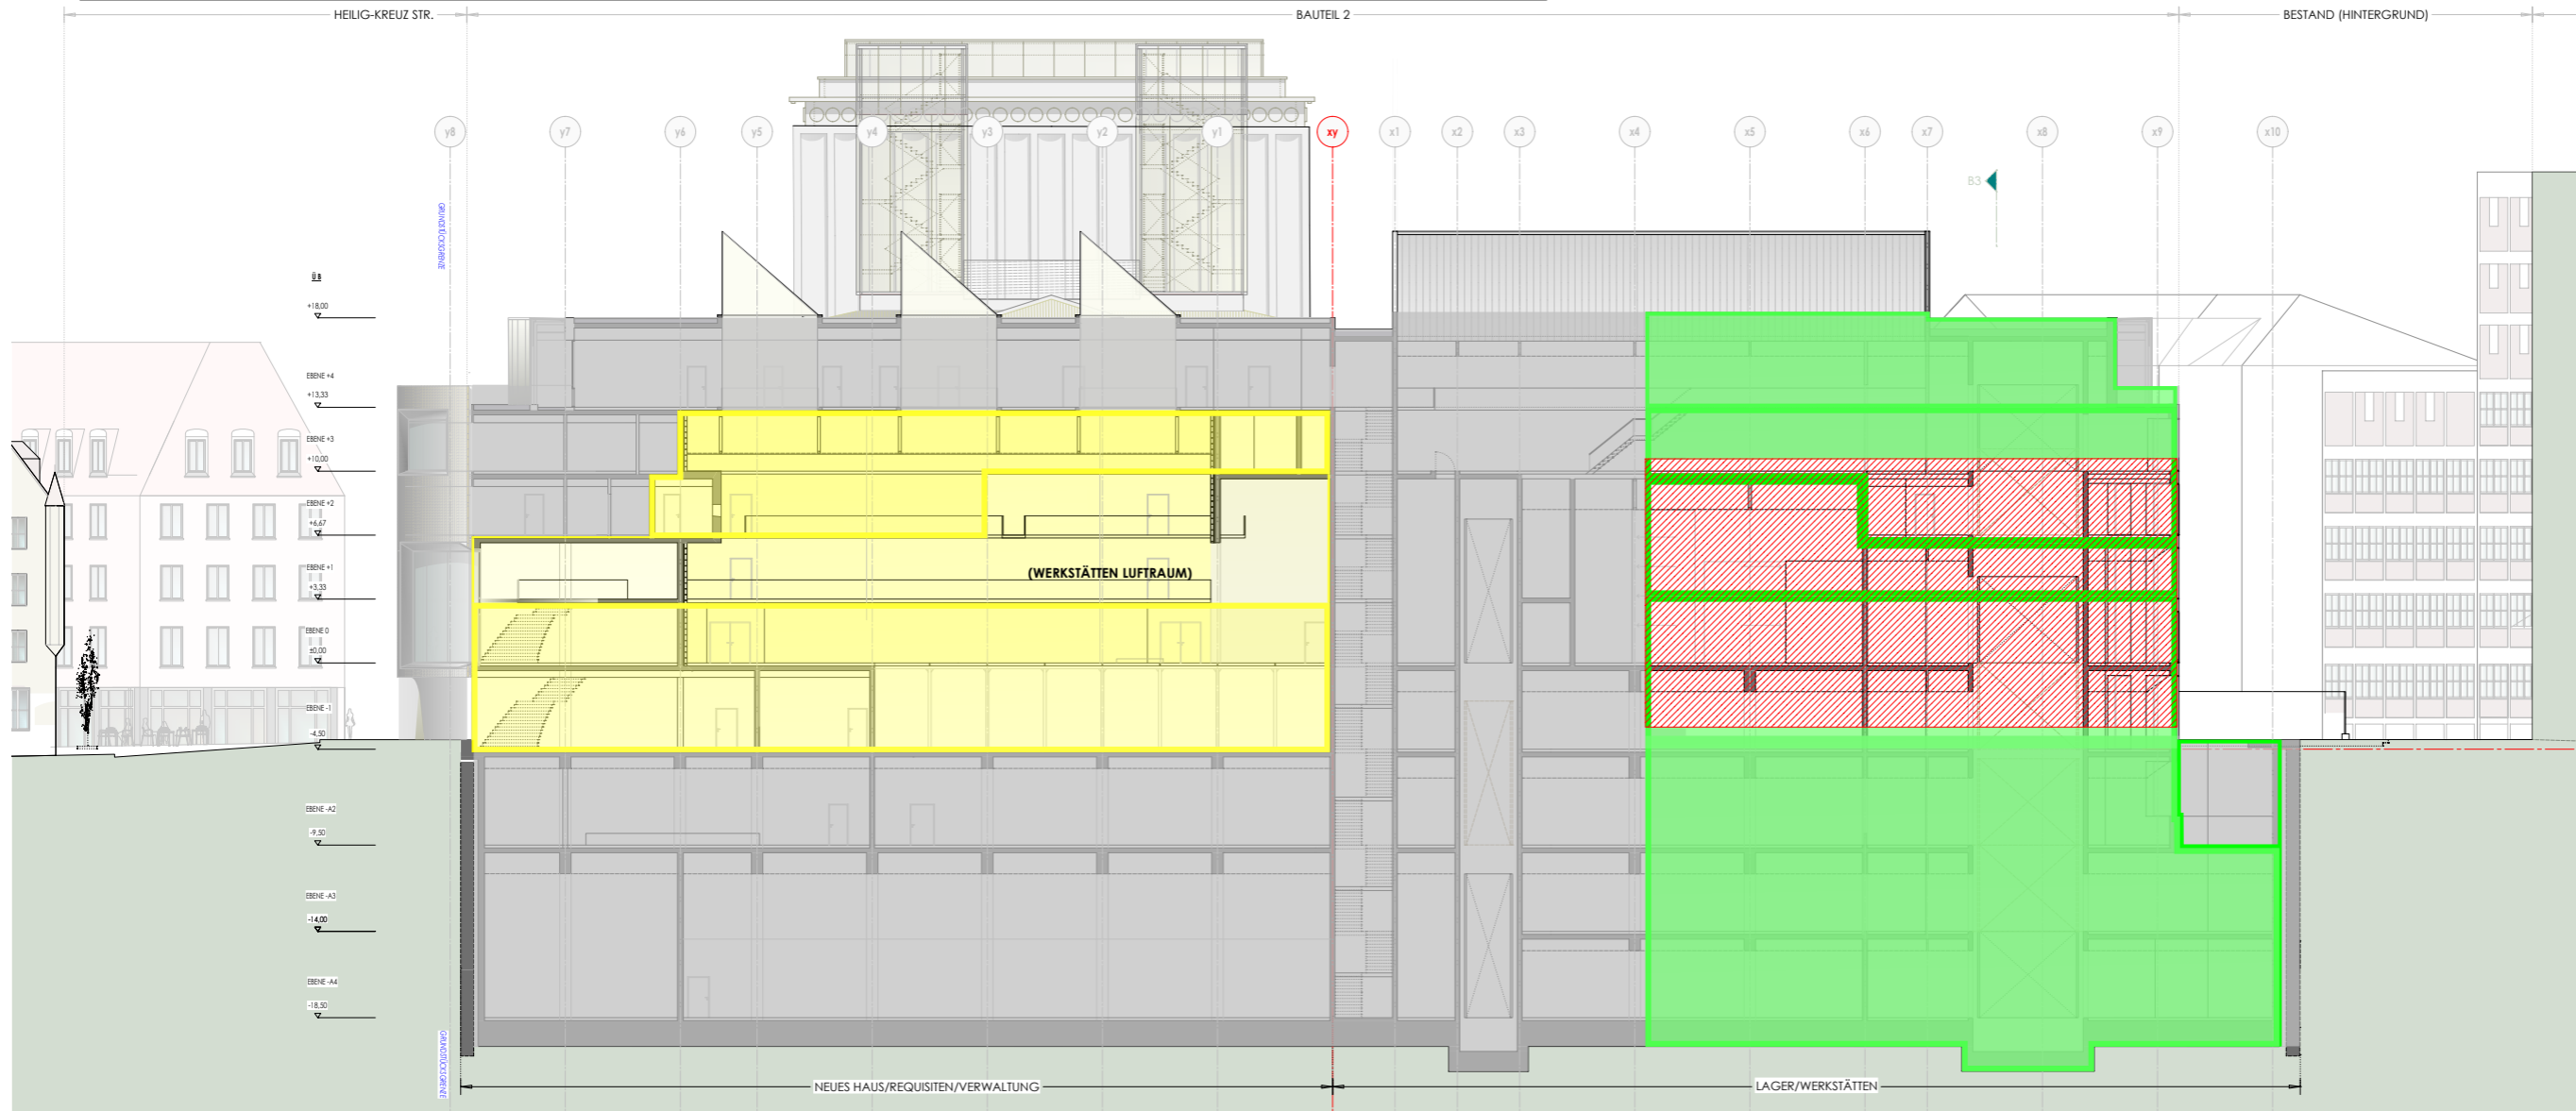 HEILIG-KREUZ STR.
BAUTEIL 2
BESTAND (HINTERGRUND)
y8
y7
y6
y5
y4
y3
y2
y1
xy
x1
x2
x3
x4
x5
x6
x7
x8
x9
x10
B3
GRUNDSTÜCKSGRENZE
+18,00
EBENE +4
+13,33
EBENE +3
+10,00
EBENE +2
+6,67
EBENE +1
+3,33
(WERKSTÄTTEN LUFTRAUM)
EBENE 0
±0,00
EBENE -1
-4,50
EBENE -A2
-9,50
EBENE -A3
-14,00
EBENE -A4
-18,50
GRUNDSTÜCKSGRENZE
NEUES HAUS/REQUISITEN/VERWALTUNG
LAGER/WERKSTÄTTEN